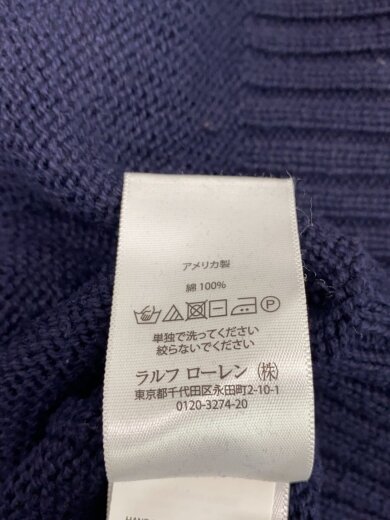 アメリカ製
綿 100%
単独で洗ってください
絞らないでください
ラルフ ローレン (株)
東京都千代田区永田町2-10-1
0120-3274-20